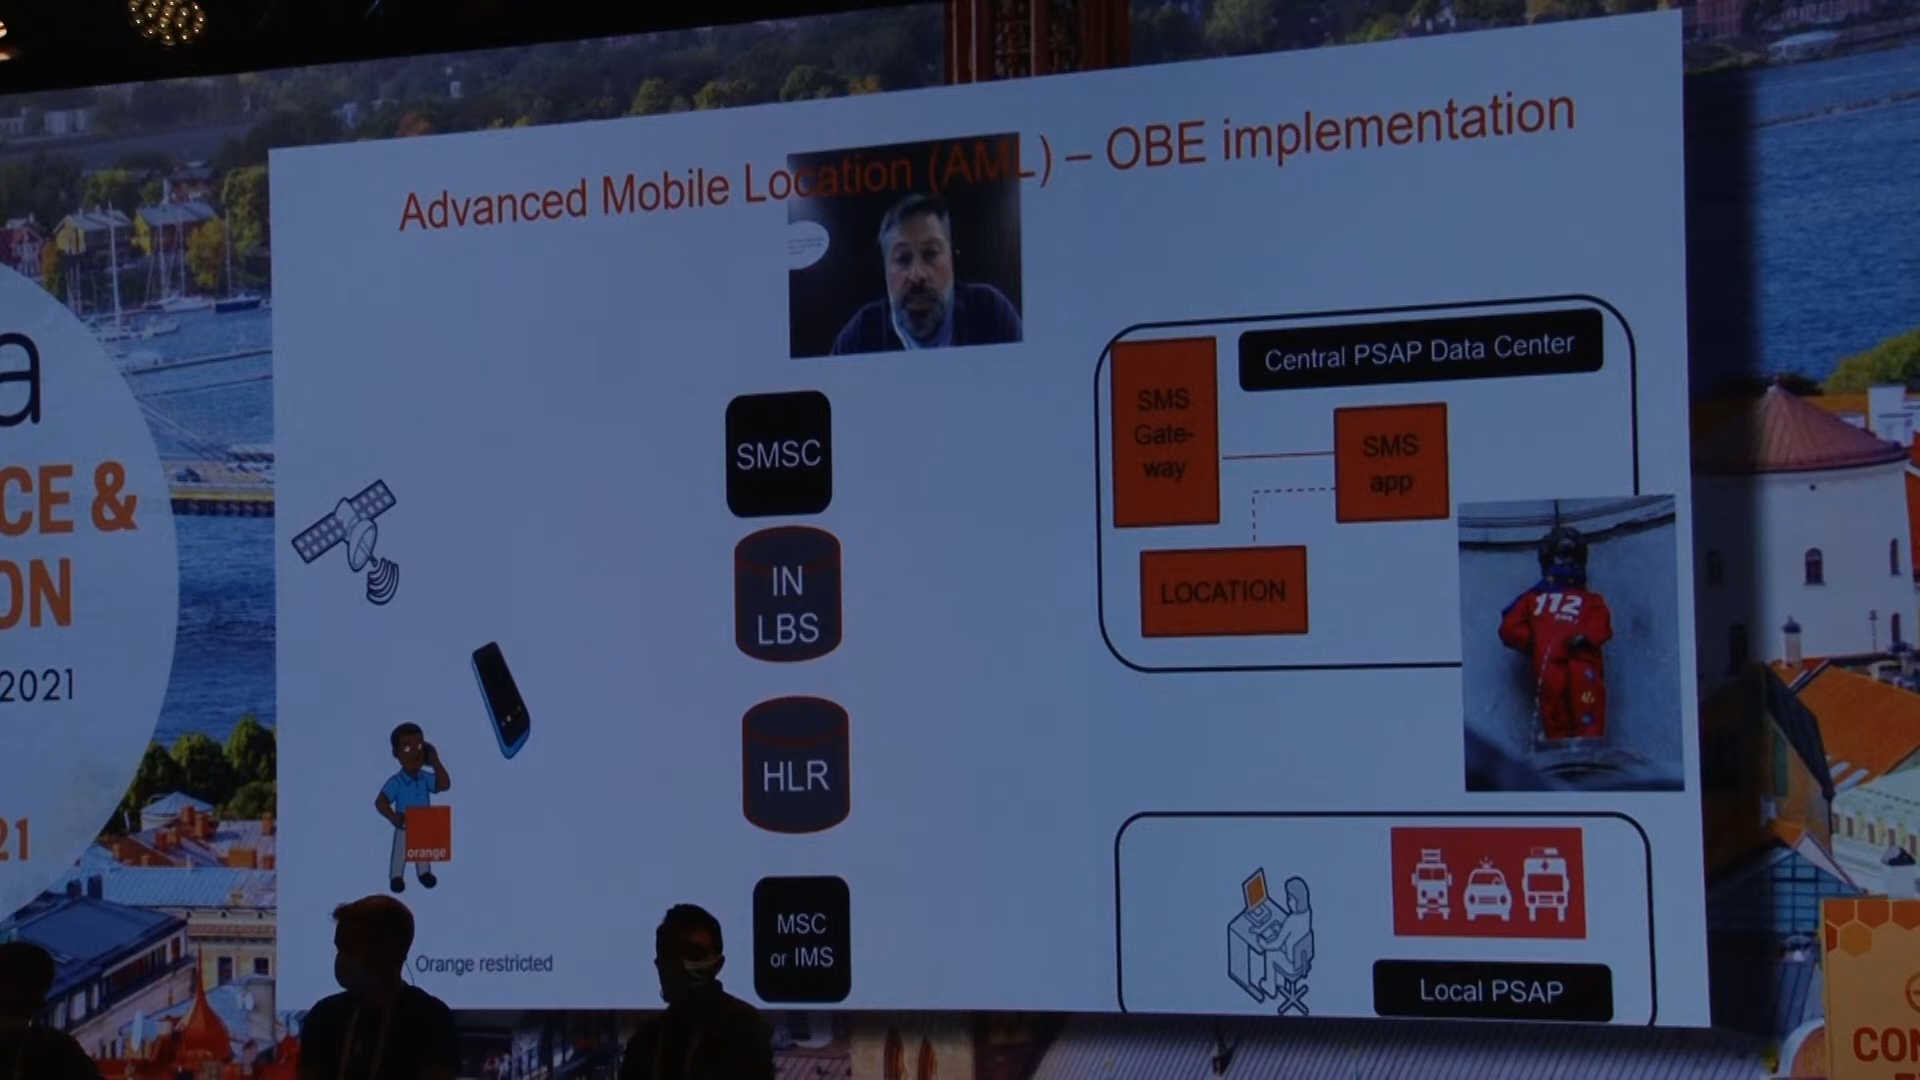 Advanced Mobile Location (AML) – OBE implementation
a
CE &
ON
2021
21
SMSC
IN
LBS
HLR
MSC
or IMS
Central PSAP Data Center
SMS
Gate-
way
SMS
app
LOCATION
112
orange
Orange restricted
Local PSAP
CON